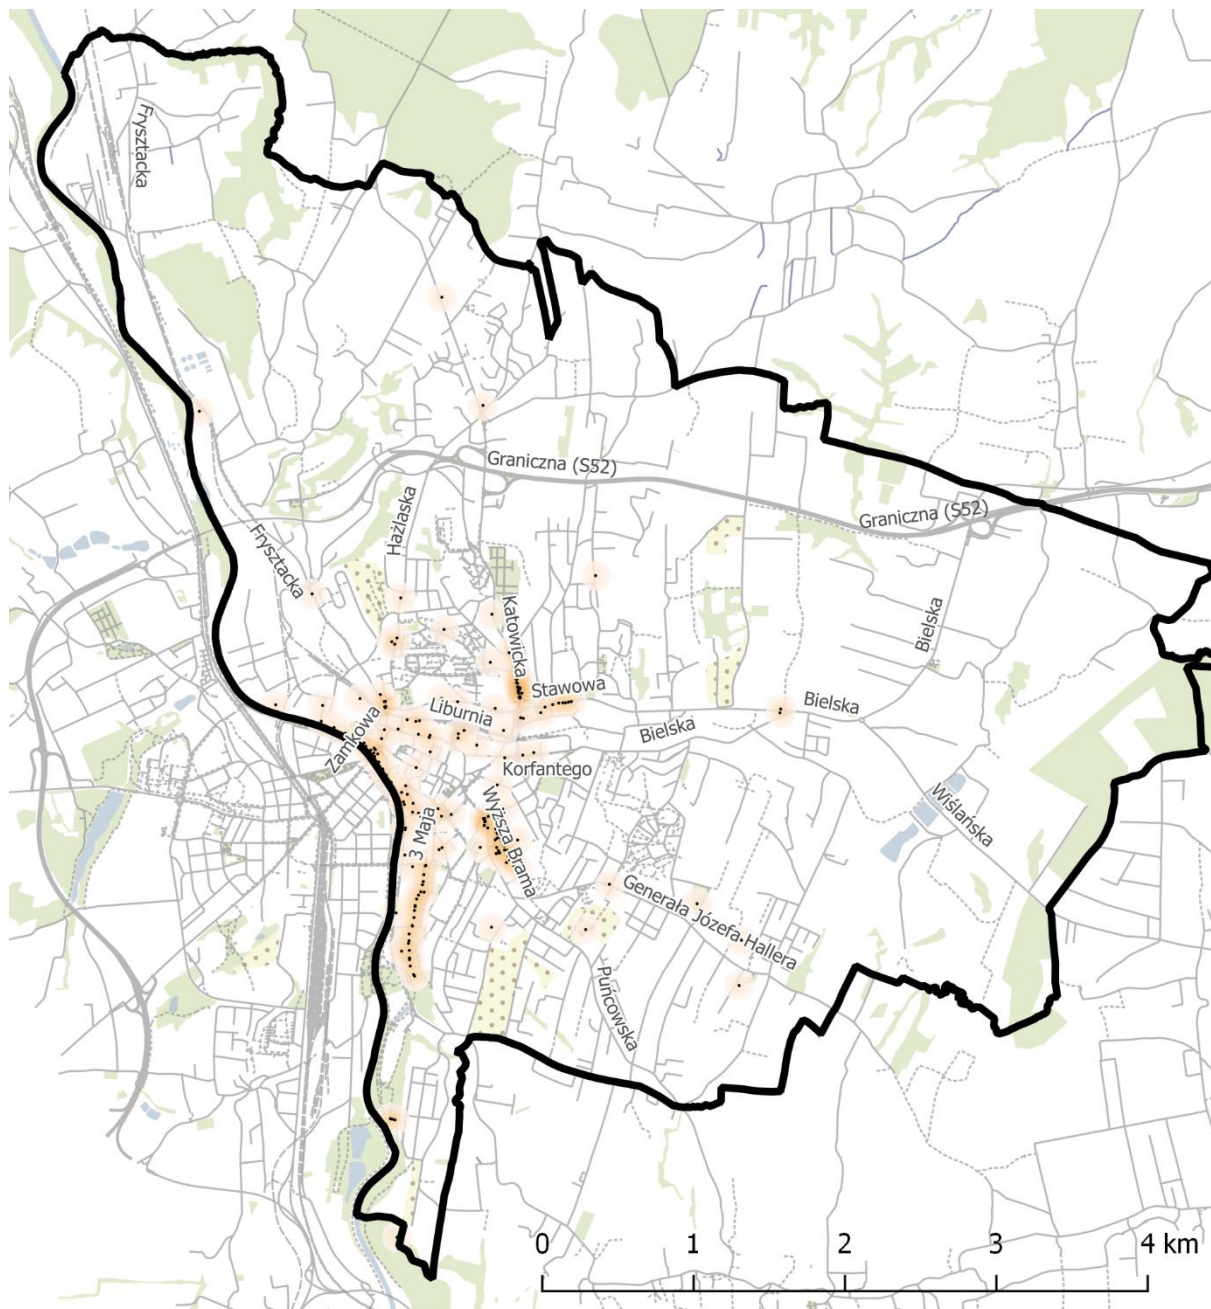 Frysztacka
Graniczna (S52)
Graniczna (S52)
Hażlaska
Frysztacka
Katowicka
Bielska
Stawowa
Liburnia
Bielska
Bielska
Zamkowa
Korfantego
Wiślańska
3 Maja
Wyższa Brama
Generała Józefa Hallera
Puńcowska
0 1 2 3 4 km